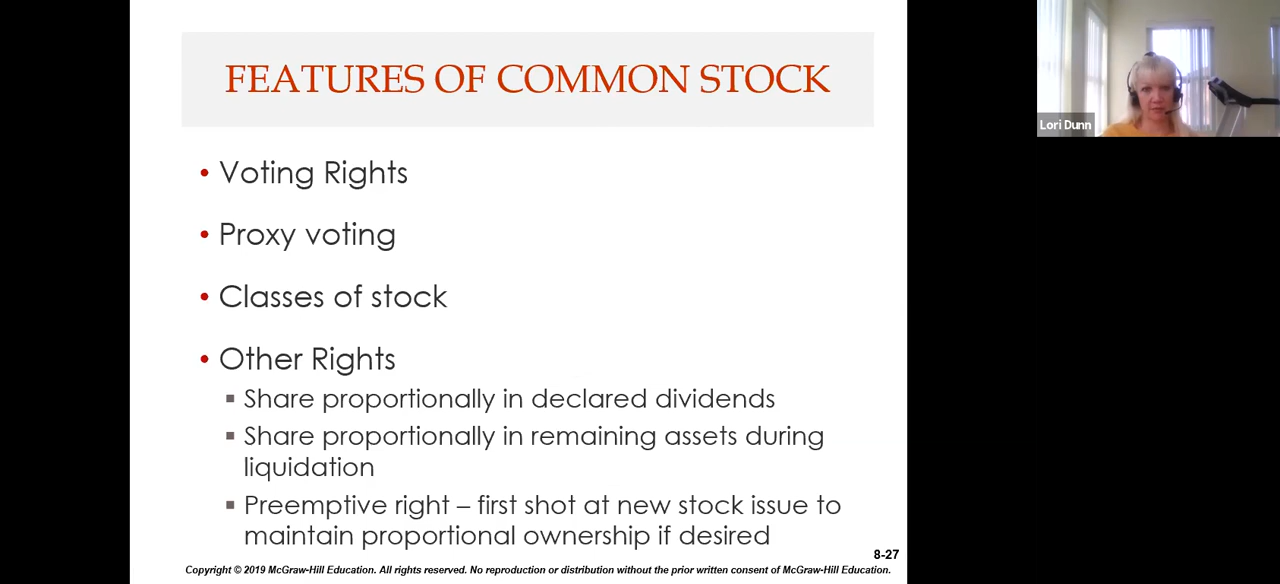 FEATURES OF COMMON STOCK
• Voting Rights
• Proxy voting
• Classes of stock
• Other Rights
▪ Share proportionally in declared dividends
▪ Share proportionally in remaining assets during
liquidation
▪ Preemptive right – first shot at new stock issue to
maintain proportional ownership if desired
8-27
Copyright © 2019 McGraw-Hill Education. All rights reserved. No reproduction or distribution without the prior written consent of McGraw-Hill Education.
Lori Dunn